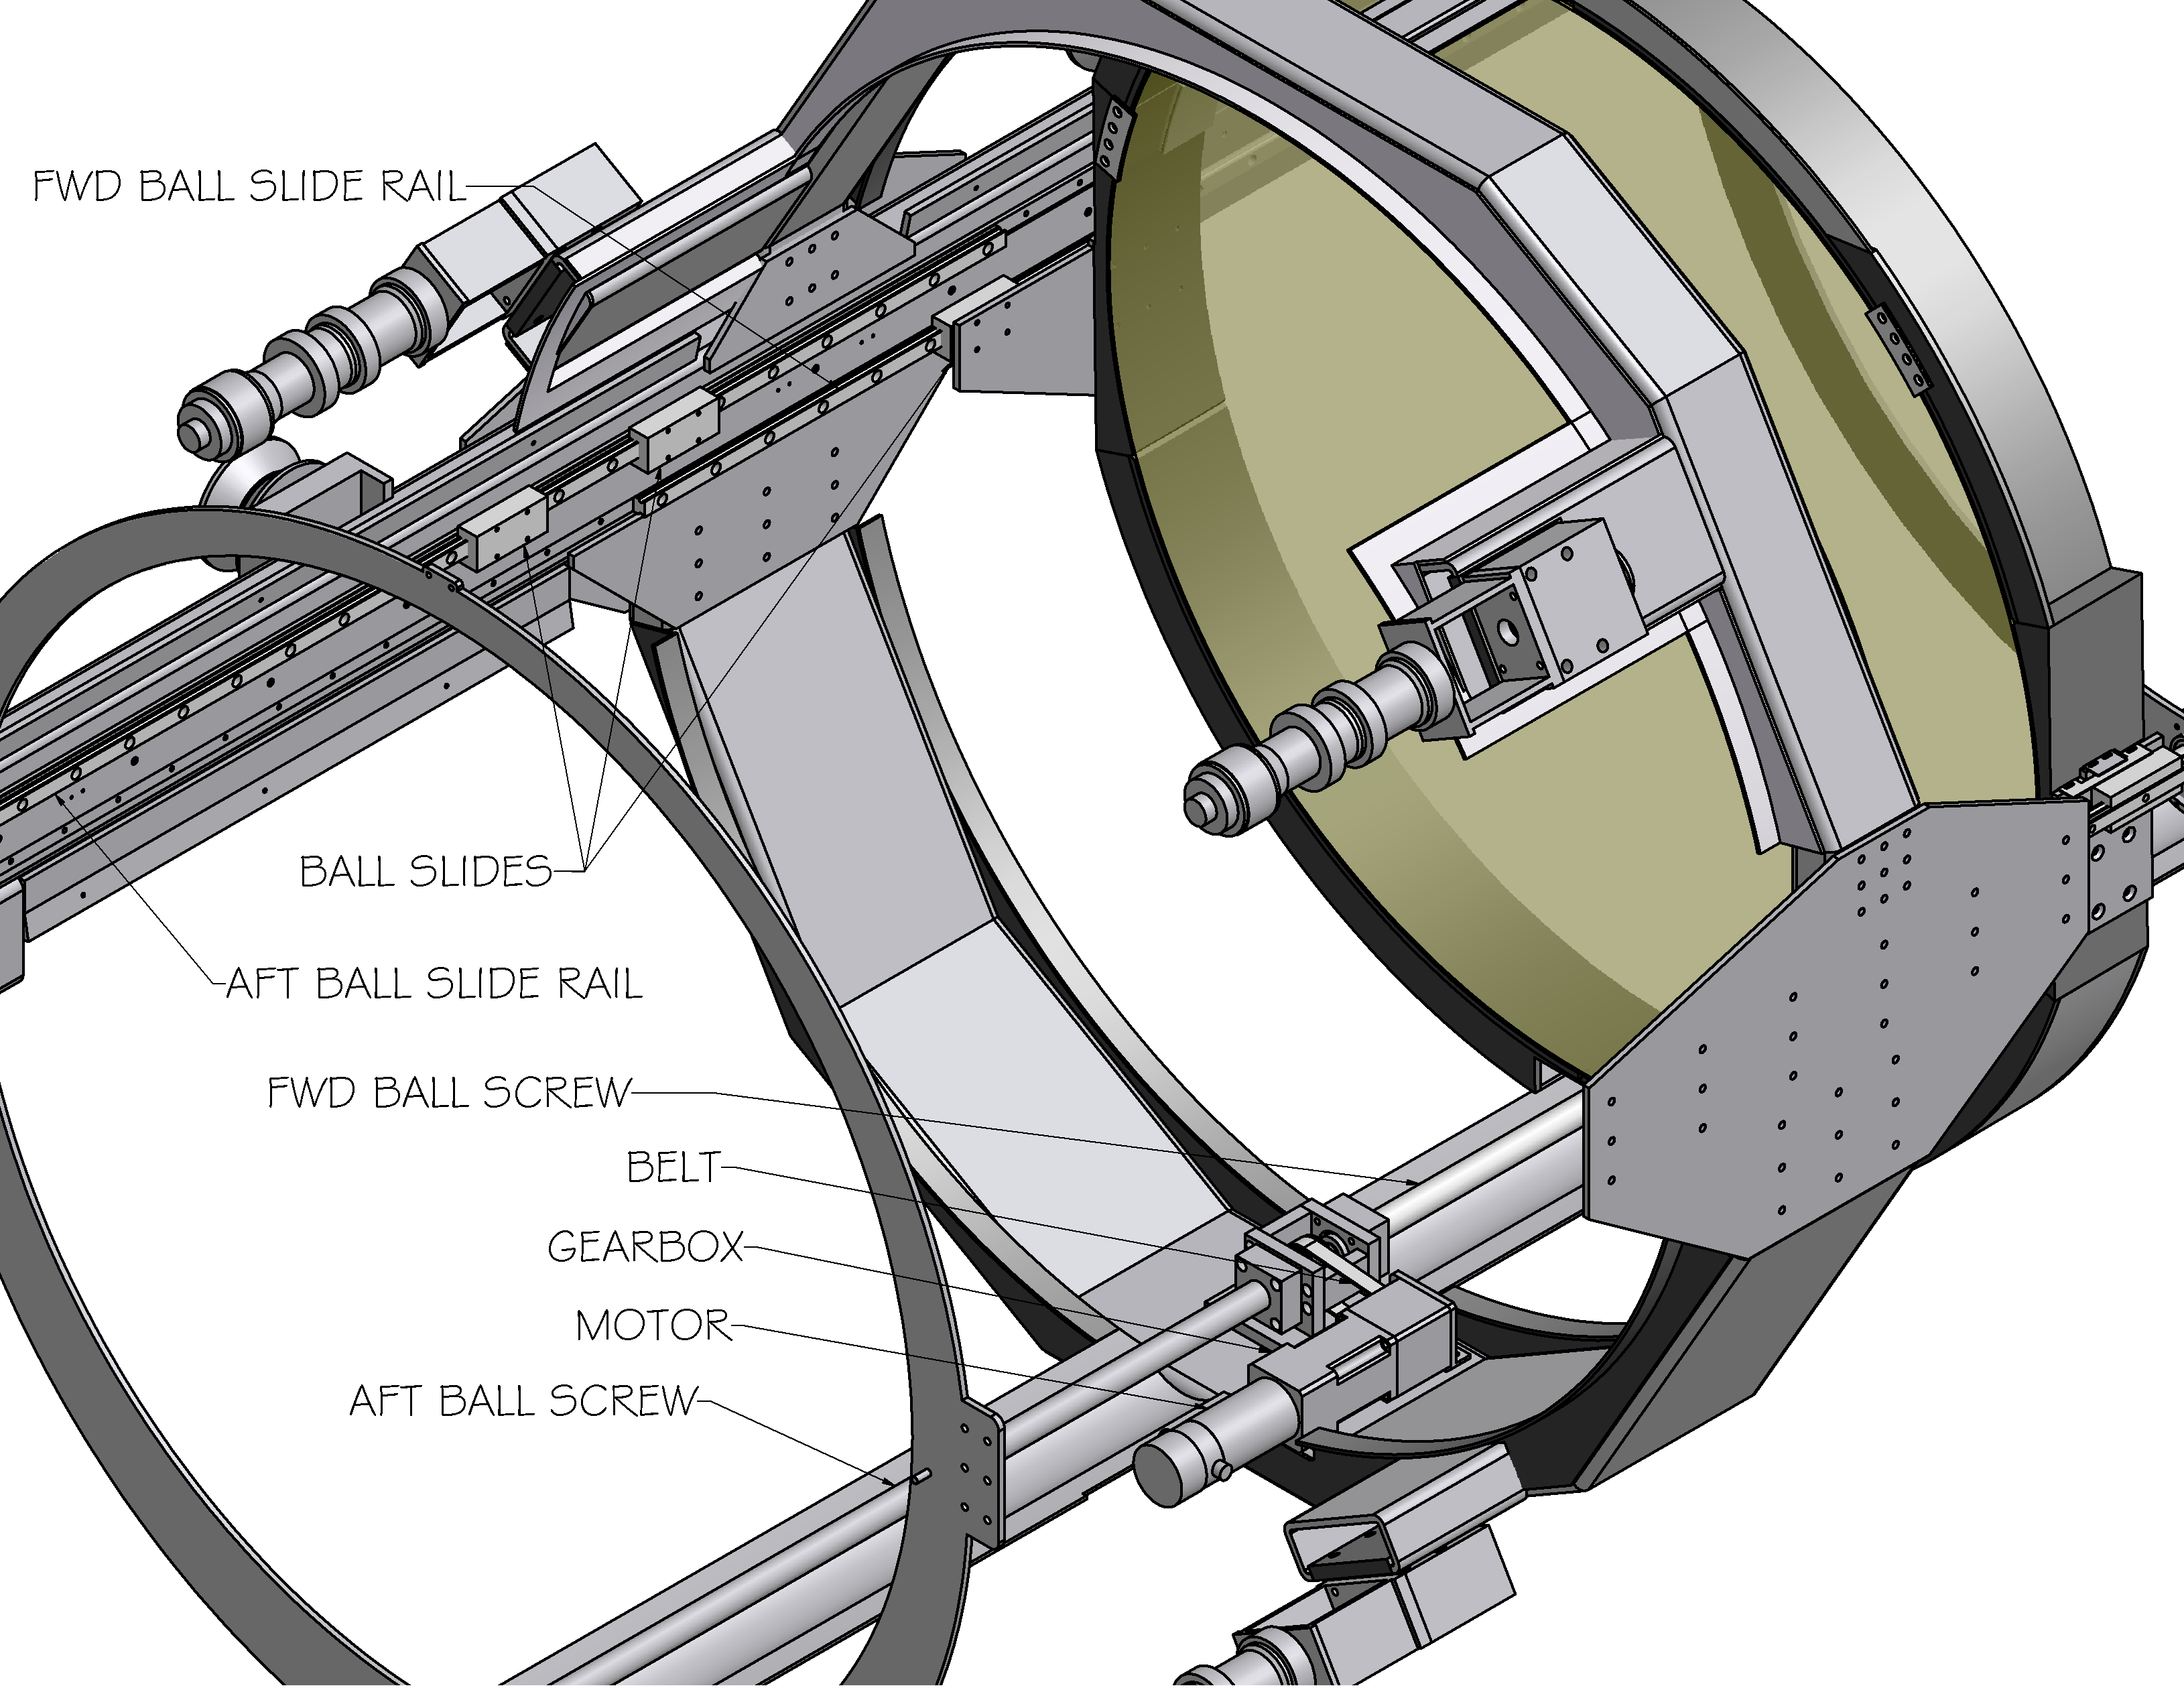 FWD BALL SLIDE RAIL
BALL SLIDES
AFT BALL SLIDE RAIL
FWD BALL SCREW
BELT
GEARBOX
MOTOR
AFT BALL SCREW